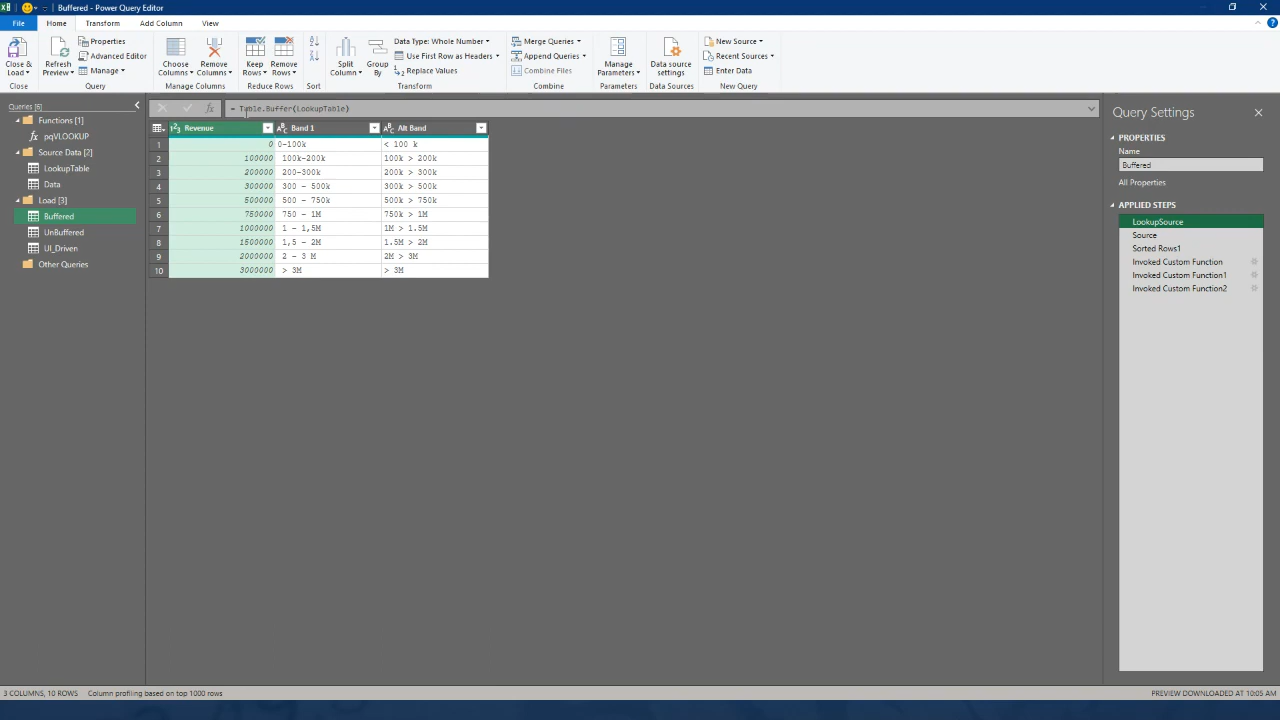 Buffered - Power Query Editor
File Home Transform Add Column View
Close & Load
Refresh Preview
Properties
Advanced Editor
Manage
Choose Columns
Remove Columns
Keep Rows
Remove Rows
Split Column
Group By
Data Type: Whole Number
Use First Row as Headers
Replace Values
Merge Queries
Append Queries
Combine Files
Manage Parameters
Data source settings
New Source
Recent Sources
Enter Data
Close Query Manage Columns Reduce Rows Sort Transform Combine Parameters Data Sources New Query
Queries [6]
Functions [1]
pqVLOOKUP
Source Data [2]
LookupTable
Data
Load [3]
Buffered
UnBuffered
UI_Driven
Other Queries
fx = Table.Buffer(LookupTable)
Revenue Band 1 Alt Band
1 0 0-100k < 100 k
2 100000 100k-200k 100k > 200k
3 200000 200-300k 200k > 300k
4 300000 300 - 500k 300k > 500k
5 500000 500 - 750k 500k > 750k
6 750000 750 - 1M 750k > 1M
7 1000000 1 - 1,5M 1M > 1.5M
8 1500000 1,5 - 2M 1.5M > 2M
9 2000000 2 - 3 M 2M > 3M
10 3000000 > 3M > 3M
Query Settings
PROPERTIES
Name
Buffered
All Properties
APPLIED STEPS
LookupSource
Source
Sorted Rows1
Invoked Custom Function
Invoked Custom Function1
Invoked Custom Function2
3 COLUMNS, 10 ROWS Column profiling based on top 1000 rows
PREVIEW DOWNLOADED AT 10:05 AM